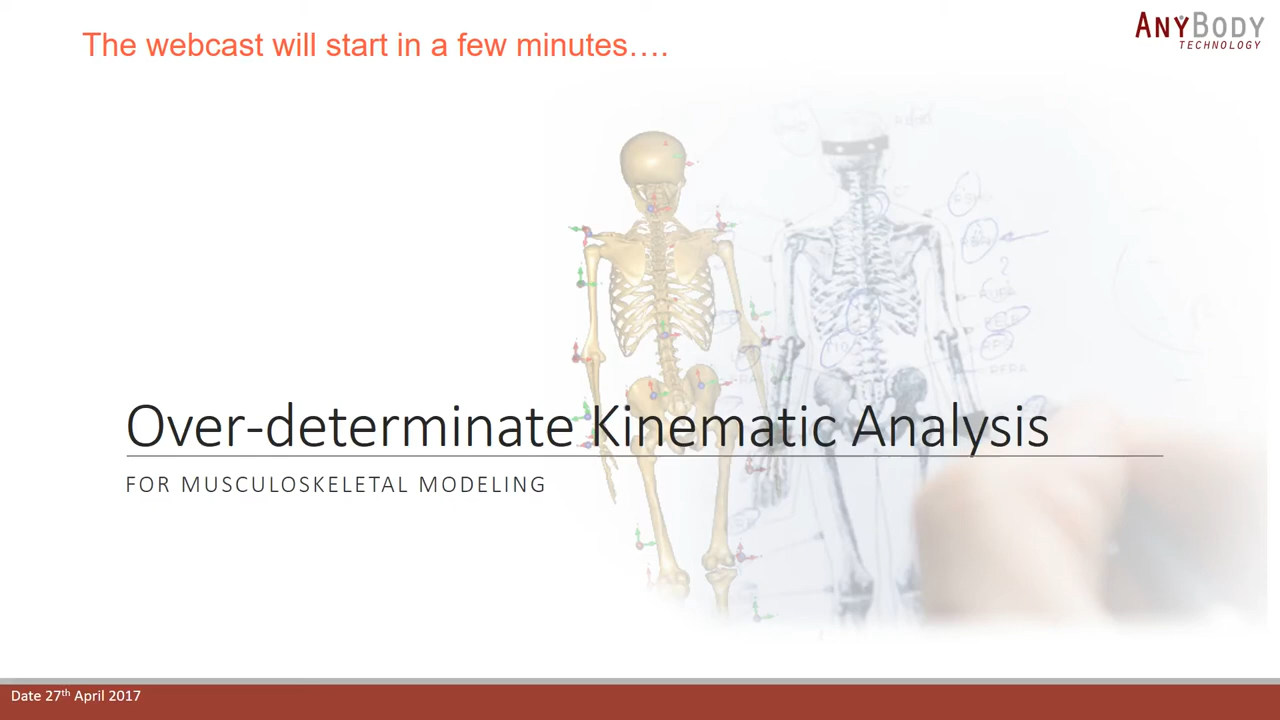 The webcast will start in a few minutes….
ANYBODY
TECHNOLOGY
Over-determinate Kinematic Analysis
FOR MUSCULOSKELETAL MODELING
Date 27th April 2017